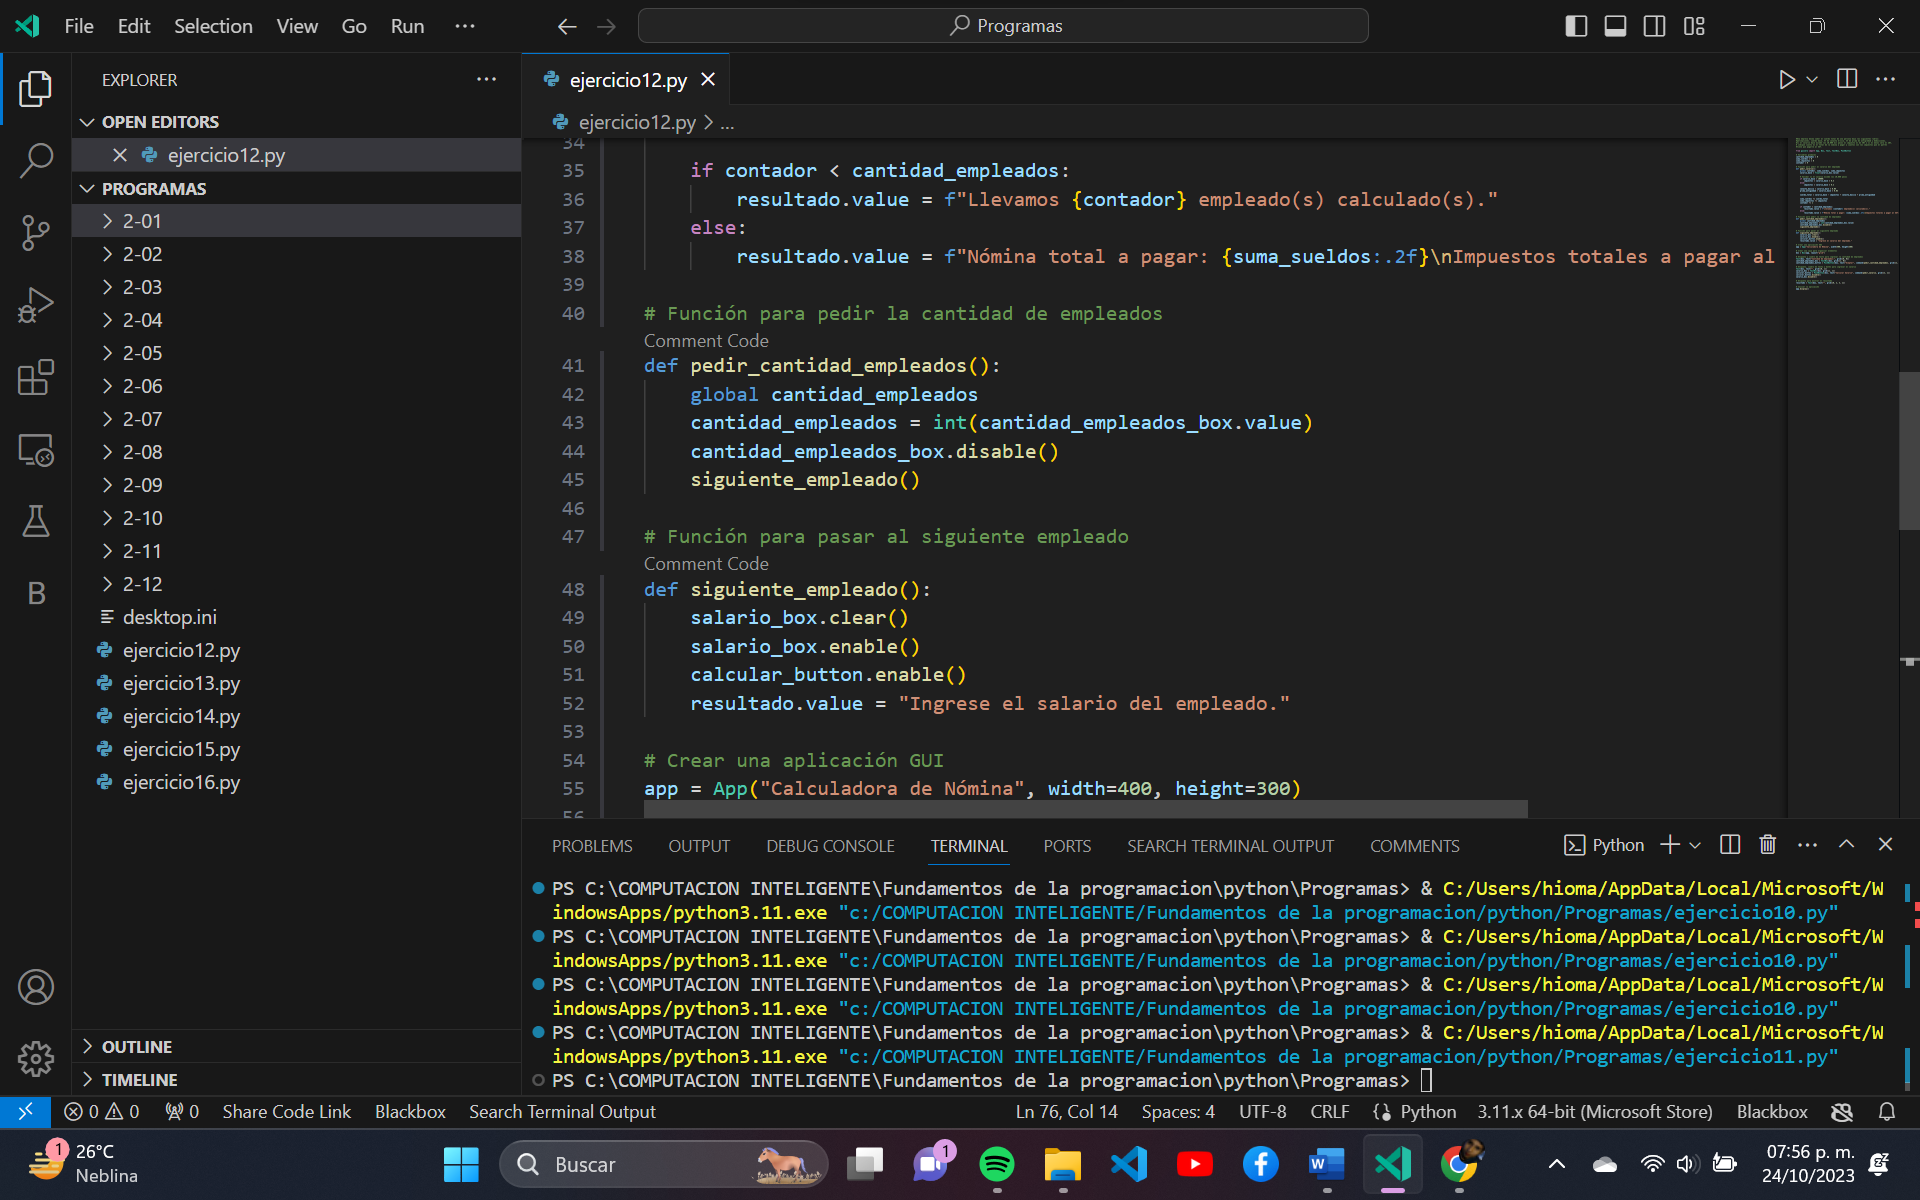 File Edit Selection View Go Run ...
Programas
EXPLORER
OPEN EDITORS
ejercicio12.py
PROGRAMAS
2-01
2-02
2-03
2-04
2-05
2-06
2-07
2-08
2-09
2-10
2-11
2-12
desktop.ini
ejercicio12.py
ejercicio13.py
ejercicio14.py
ejercicio15.py
ejercicio16.py
OUTLINE
TIMELINE
ejercicio12.py
ejercicio12.py > ...
34
35 if contador < cantidad_empleados:
36 resultado.value = f"Llevamos {contador} empleado(s) calculado(s)."
37 else:
38 resultado.value = f"Nómina total a pagar: {suma_sueldos:.2f}\nImpuestos totales a pagar al
39
40 # Función para pedir la cantidad de empleados
Comment Code
41 def pedir_cantidad_empleados():
42 global cantidad_empleados
43 cantidad_empleados = int(cantidad_empleados_box.value)
44 cantidad_empleados_box.disable()
45 siguiente_empleado()
46
47 # Función para pasar al siguiente empleado
Comment Code
48 def siguiente_empleado():
49 salario_box.clear()
50 salario_box.enable()
51 calcular_button.enable()
52 resultado.value = "Ingrese el salario del empleado."
53
54 # Crear una aplicación GUI
55 app = App("Calculadora de Nómina", width=400, height=300)
56
PROBLEMS OUTPUT DEBUG CONSOLE TERMINAL PORTS SEARCH TERMINAL OUTPUT COMMENTS Python
PS C:\COMPUTACION INTELIGENTE\Fundamentos de la programacion\python\Programas> & C:/Users/hioma/AppData/Local/Microsoft/W
indowsApps/python3.11.exe "c:/COMPUTACION INTELIGENTE/Fundamentos de la programacion/python/Programas/ejercicio10.py"
PS C:\COMPUTACION INTELIGENTE\Fundamentos de la programacion\python\Programas> & C:/Users/hioma/AppData/Local/Microsoft/W
indowsApps/python3.11.exe "c:/COMPUTACION INTELIGENTE/Fundamentos de la programacion/python/Programas/ejercicio10.py"
PS C:\COMPUTACION INTELIGENTE\Fundamentos de la programacion\python\Programas> & C:/Users/hioma/AppData/Local/Microsoft/W
indowsApps/python3.11.exe "c:/COMPUTACION INTELIGENTE/Fundamentos de la programacion/python/Programas/ejercicio10.py"
PS C:\COMPUTACION INTELIGENTE\Fundamentos de la programacion\python\Programas> & C:/Users/hioma/AppData/Local/Microsoft/W
indowsApps/python3.11.exe "c:/COMPUTACION INTELIGENTE/Fundamentos de la programacion/python/Programas/ejercicio11.py"
PS C:\COMPUTACION INTELIGENTE\Fundamentos de la programacion\python\Programas>
0 0 0 Share Code Link Blackbox Search Terminal Output Ln 76, Col 14 Spaces: 4 UTF-8 CRLF Python 3.11.x 64-bit (Microsoft Store) Blackbox
1 26°C
Neblina
Buscar
1
07:56 p. m.
24/10/2023